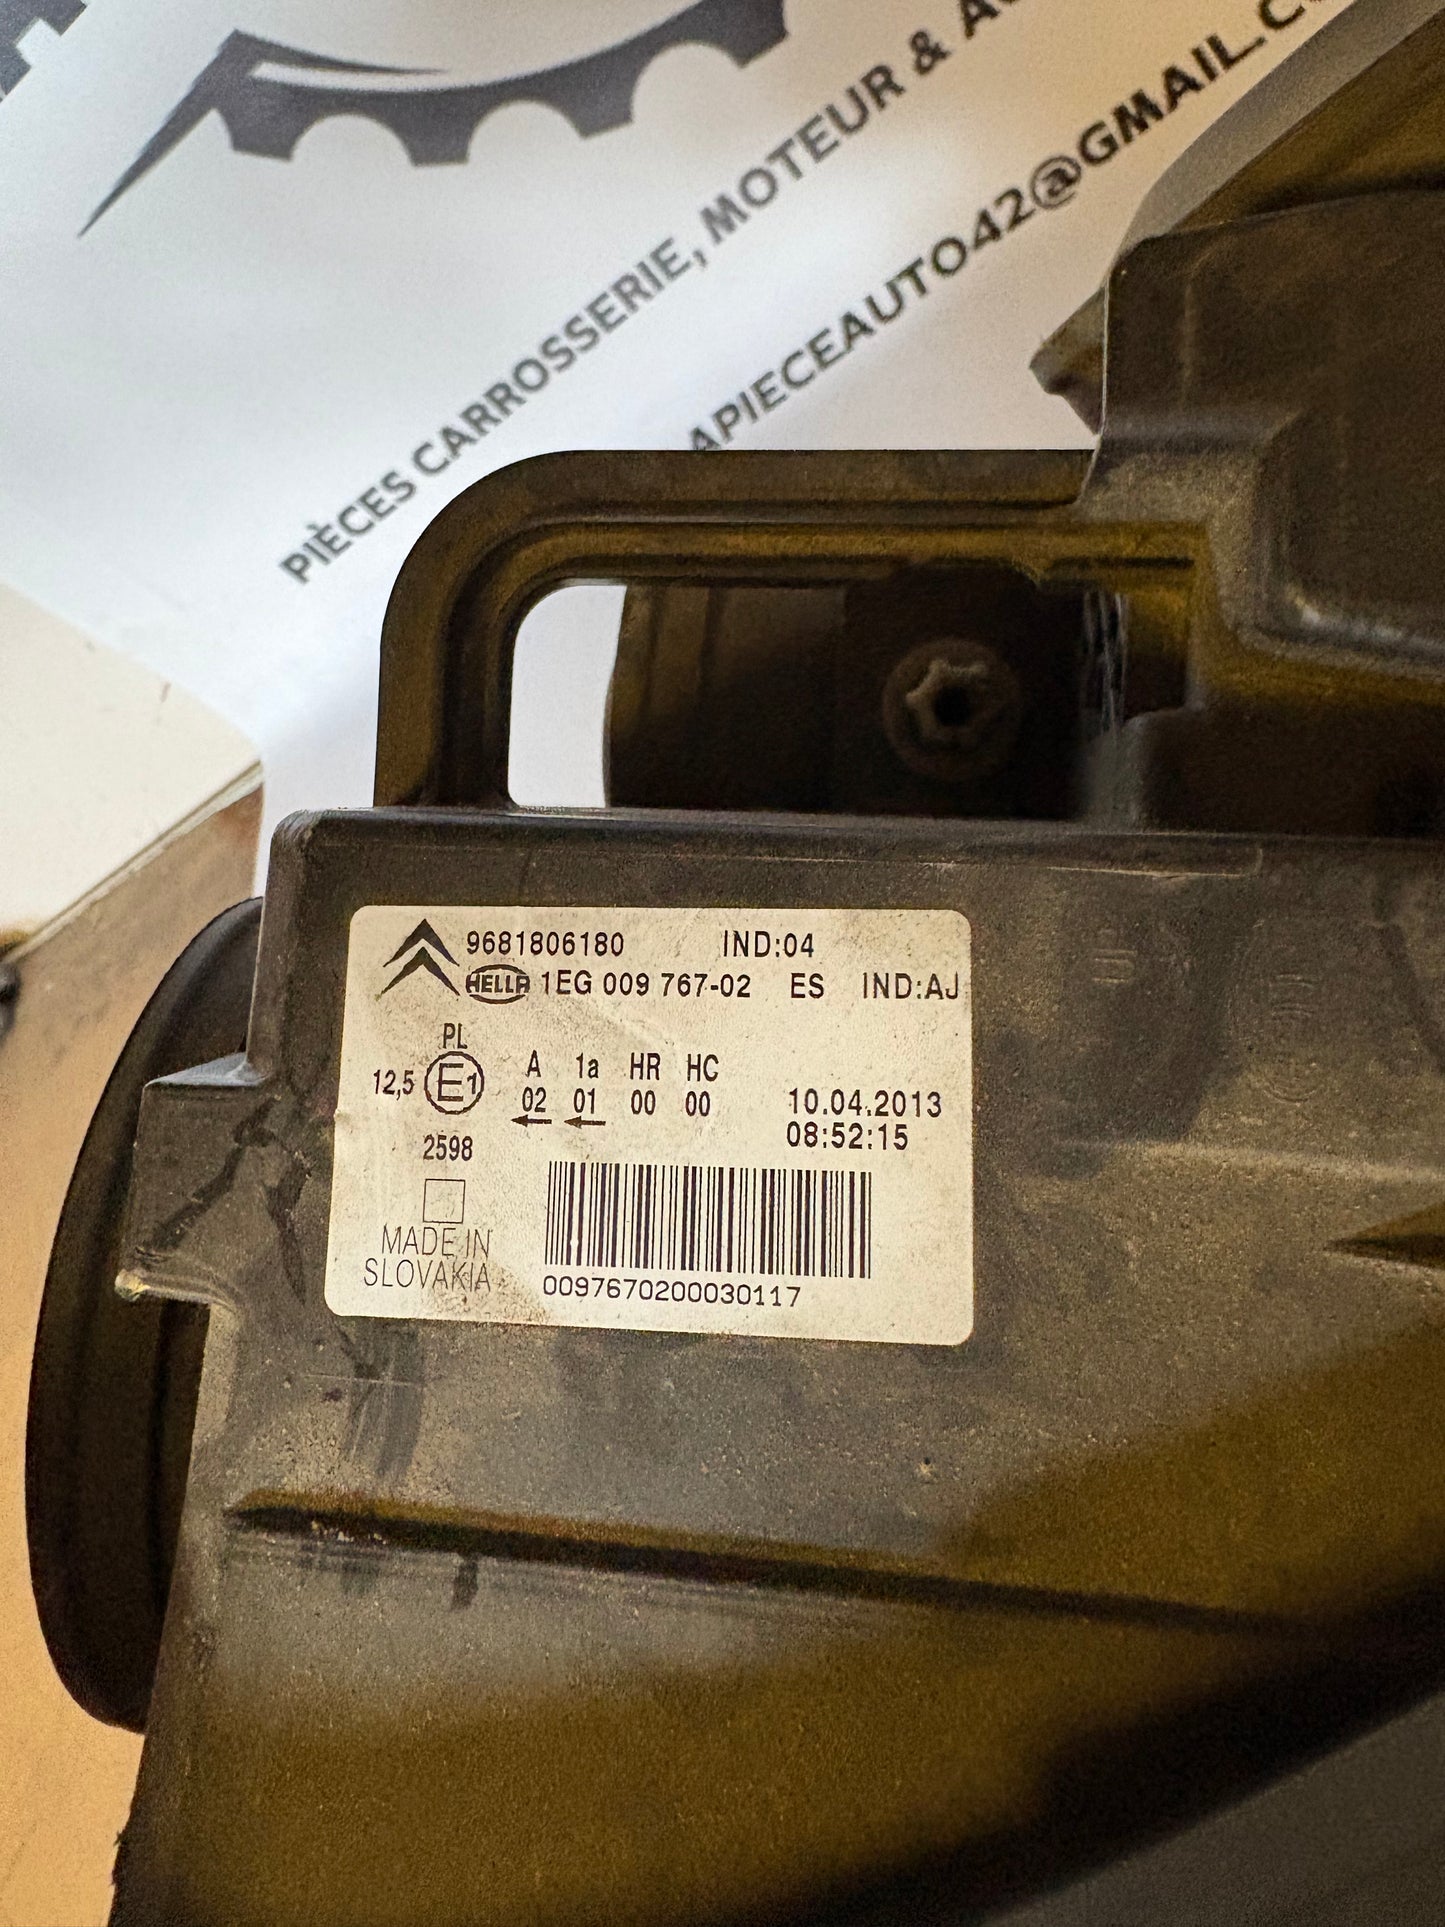 PIÈCES CARROSSERIE, MOTEUR &
APIECEAUTO42@GMAIL.C
9681806180 IND:04
HELLA 1EG 009 767-02 ES IND:AJ
PL
12,5 E1 A 1a HR HC
02 01 00 00
10.04.2013
08:52:15
2598
MADE IN
SLOVAKIA
0097670200030117